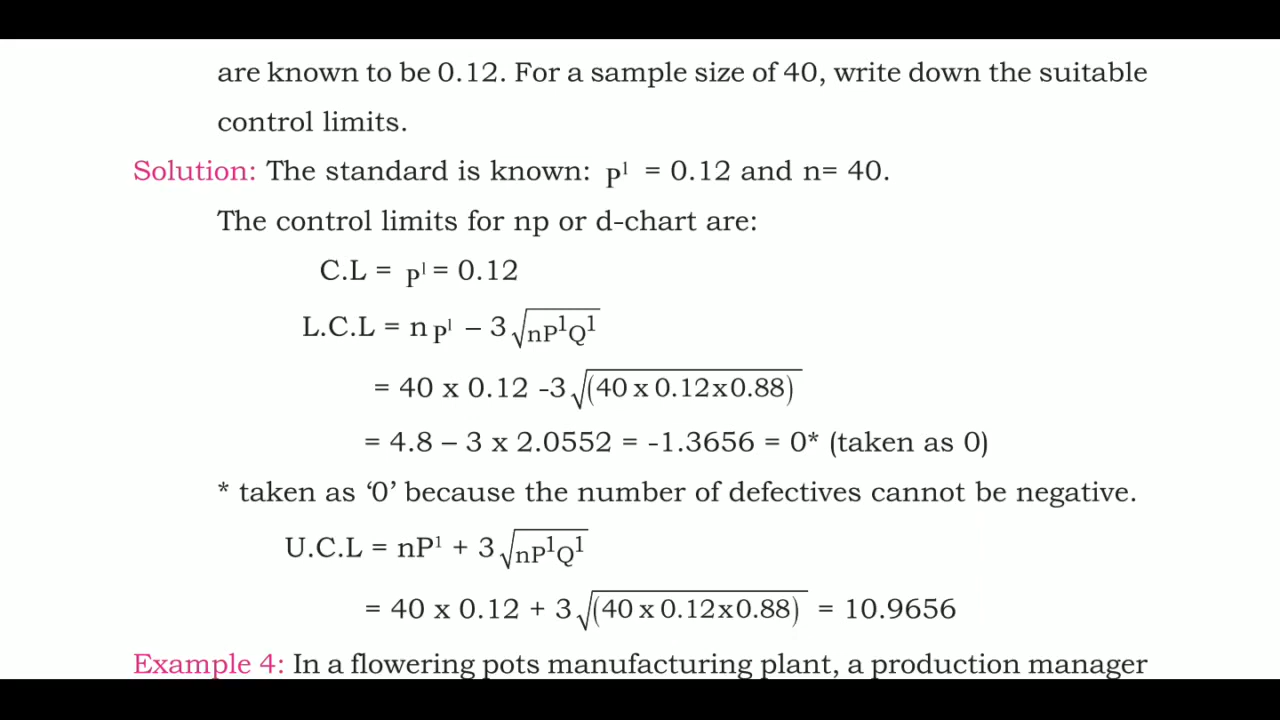 are known to be 0.12. For a sample size of 40, write down the suitable
control limits.
Solution: The standard is known: P¹ = 0.12 and n= 40.
The control limits for np or d-chart are:
C.L = P¹ = 0.12
L.C.L = n P¹ – 3 √nP¹Q¹
= 40 x 0.12 -3 √(40 x 0.12x0.88)
= 4.8 – 3 x 2.0552 = -1.3656 = 0* (taken as 0)
* taken as ‘0’ because the number of defectives cannot be negative.
U.C.L = nP¹ + 3 √nP¹Q¹
= 40 x 0.12 + 3 √(40 x 0.12x0.88) = 10.9656
Example 4: In a flowering pots manufacturing plant, a production manager